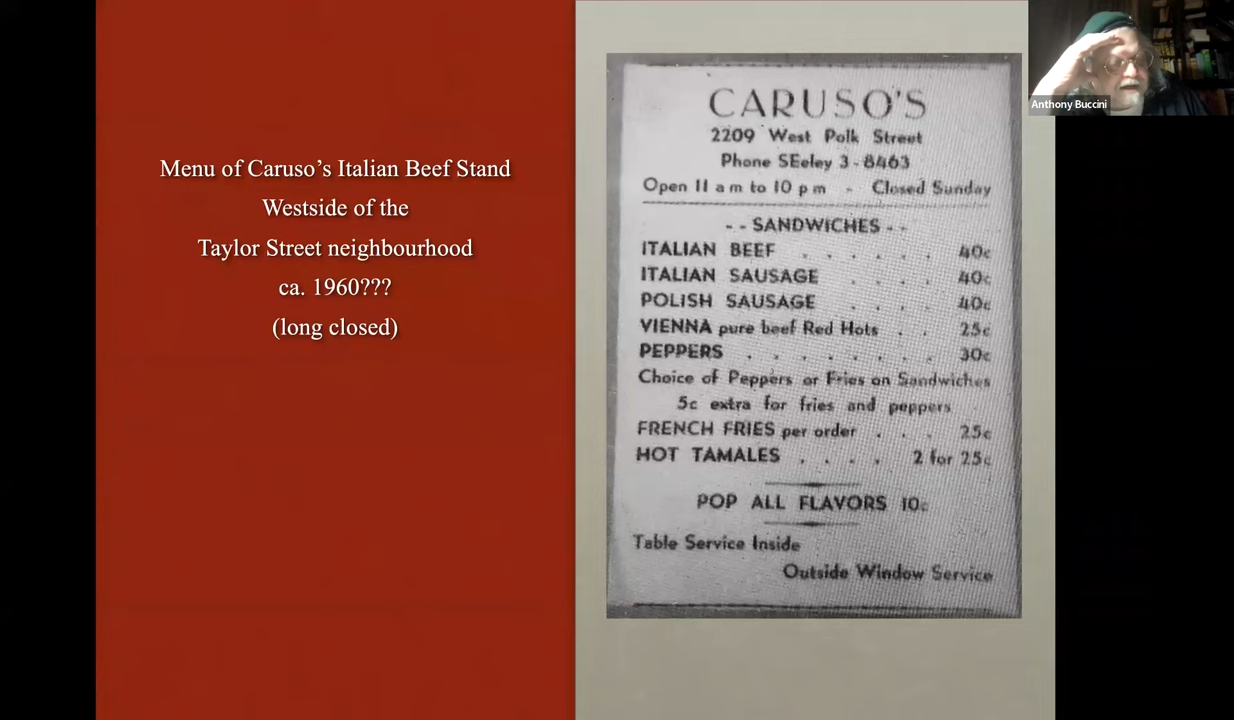 Menu of Caruso's Italian Beef Stand
Westside of the
Taylor Street neighbourhood
ca. 1960???
(long closed)
CARUSO'S
2209 West Polk Street
Phone SEeley 3-8463
Open 11 a m to 10 p m - Closed Sunday
-- SANDWICHES --
ITALIAN BEEF . . . . . . 40c
ITALIAN SAUSAGE . . . . 40c
POLISH SAUSAGE . . . . 40c
VIENNA pure beef Red Hots . . 25c
PEPPERS . . . . . . . . 30c
Choice of Peppers or Fries on Sandwiches
5c extra for fries and peppers
FRENCH FRIES per order . . . 25c
HOT TAMALES . . . . 2 for 25c
POP ALL FLAVORS 10c
Table Service Inside
Outside Window Service
Anthony Buccini